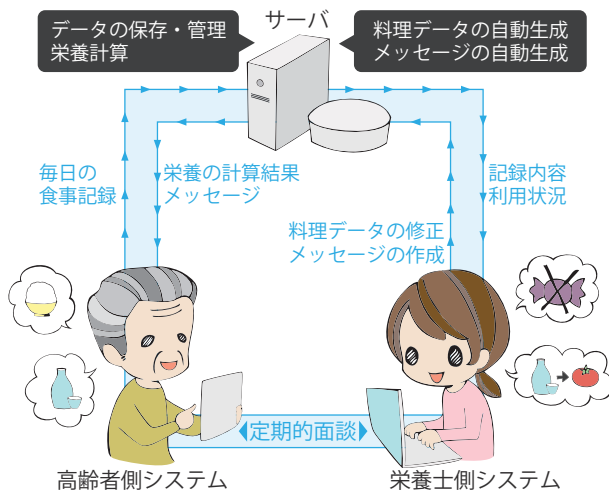 サーバ
データの保存・管理
栄養計算
料理データの自動生成
メッセージの自動生成
毎日の
食事記録
栄養の計算結果
メッセージ
記録内容
利用状況
料理データの修正
メッセージの作成
定期的面談
高齢者側システム
栄養士側システム